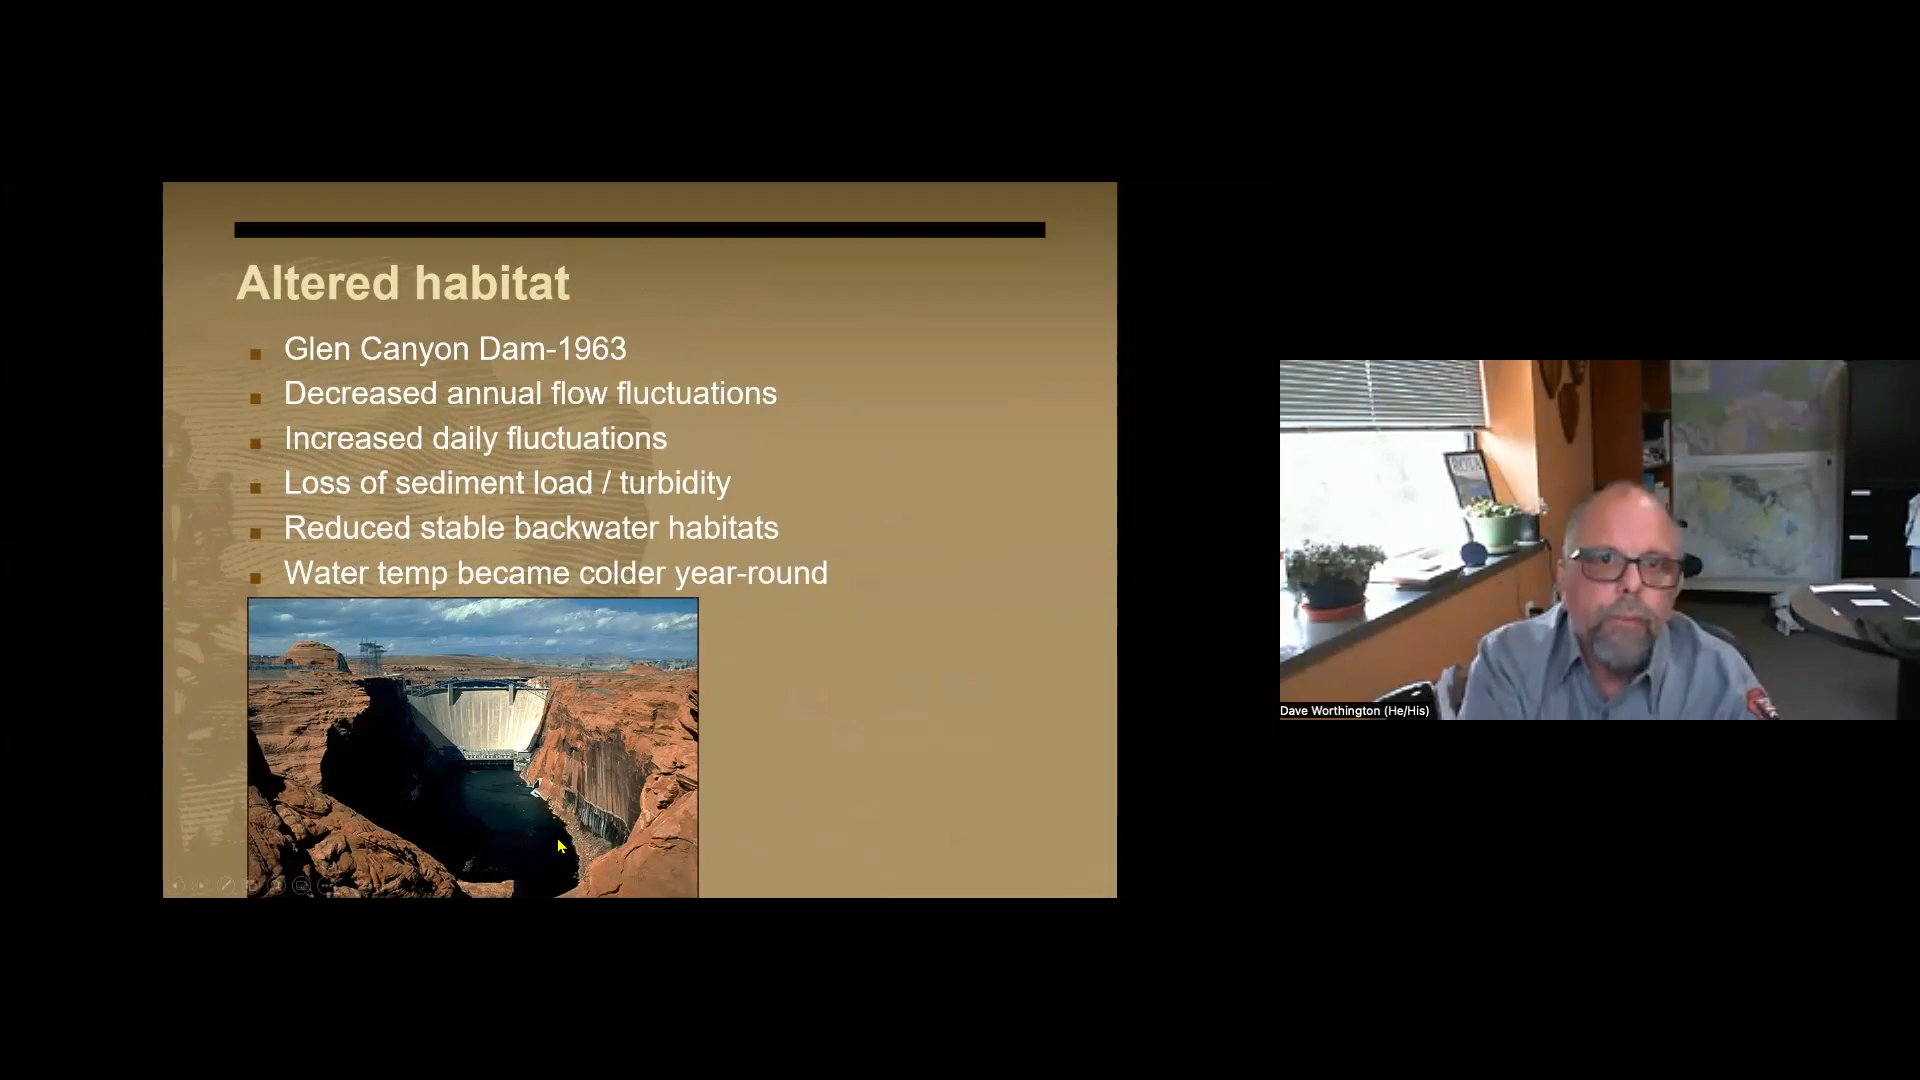 Altered habitat
Glen Canyon Dam-1963
Decreased annual flow fluctuations
Increased daily fluctuations
Loss of sediment load / turbidity
Reduced stable backwater habitats
Water temp became colder year-round
Dave Worthington (He/His)